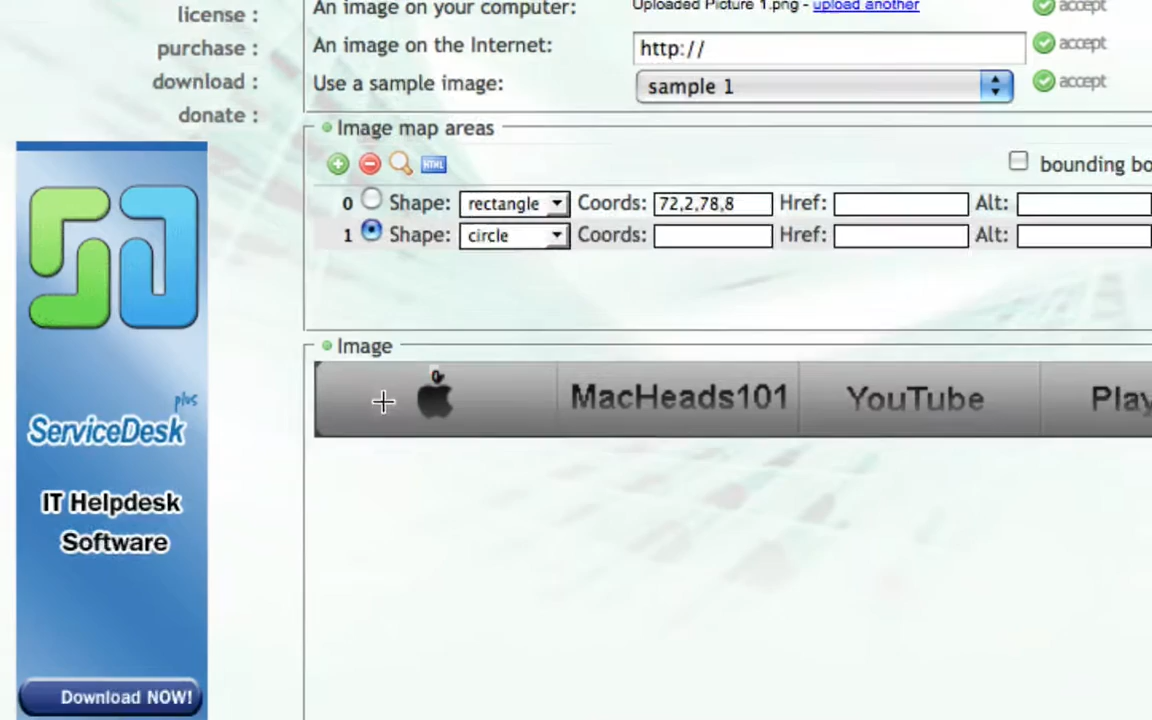 license :
An image on your computer: Uploaded Picture 1.png - upload another accept
purchase :
An image on the Internet: http:// accept
download :
Use a sample image: sample 1 accept
donate :
Image map areas
HTML
bounding bo
0 Shape: rectangle Coords: 72,2,78,8 Href: Alt:
1 Shape: circle Coords: Href: Alt:
Image
0
MacHeads101 YouTube Play
ServiceDesk plus
IT Helpdesk
Software
Download NOW!